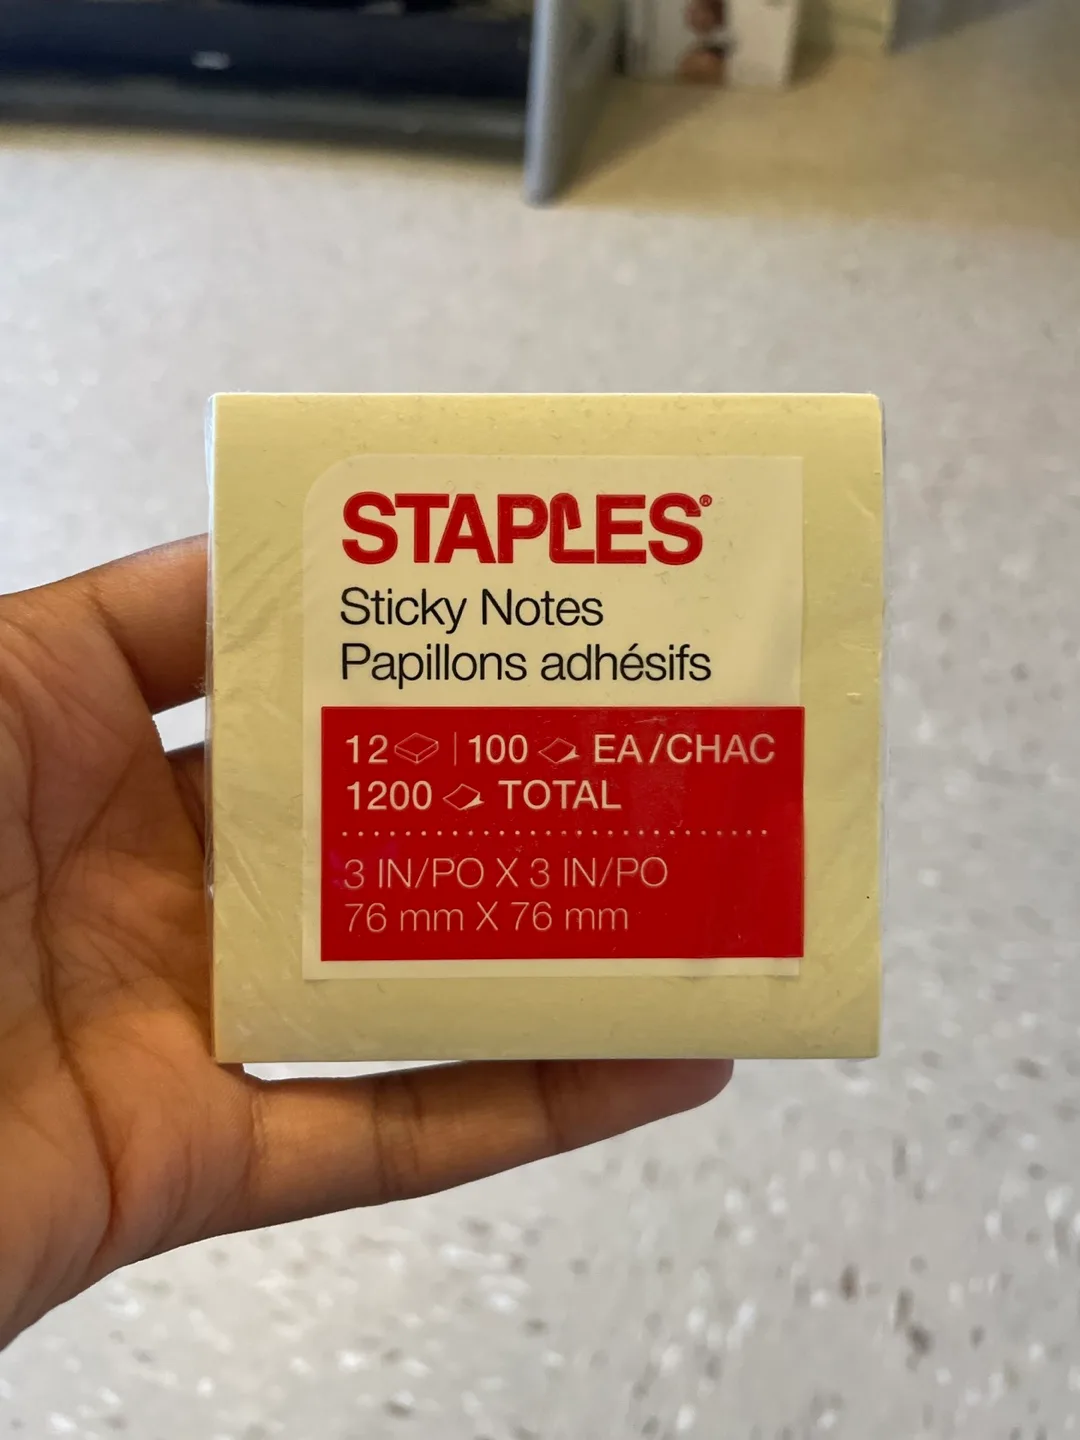 STAPLES®
Sticky Notes
Papillons adhésifs
12 | 100 EA/CHAC
1200 TOTAL
3 IN/PO X 3 IN/PO
76 mm X 76 mm